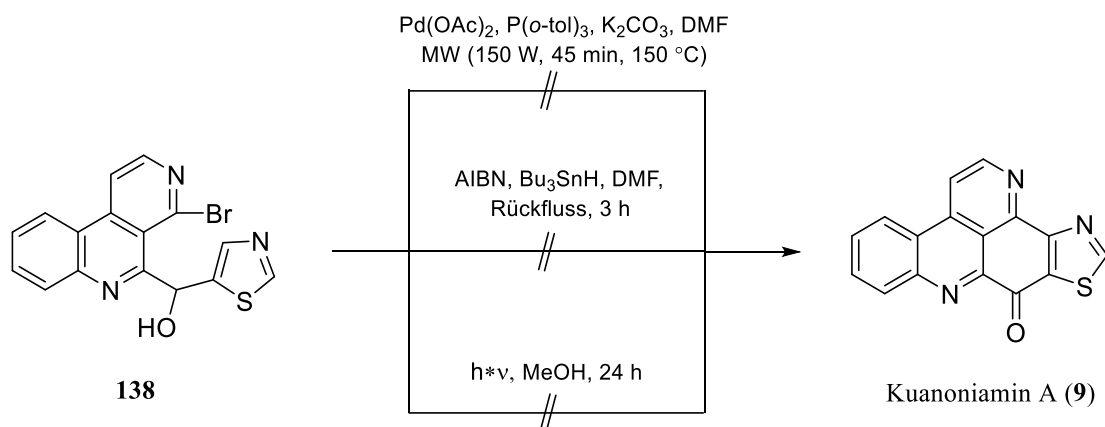 Pd(OAc)2, P(o-tol)3, K2CO3, DMF
MW (150 W, 45 min, 150 °C)
N
Br
N
N
S
HO
138
AIBN, Bu3SnH, DMF,
Rückfluss, 3 h
h*ν, MeOH, 24 h
N
N
S
N
O
Kuanoniamin A (9)